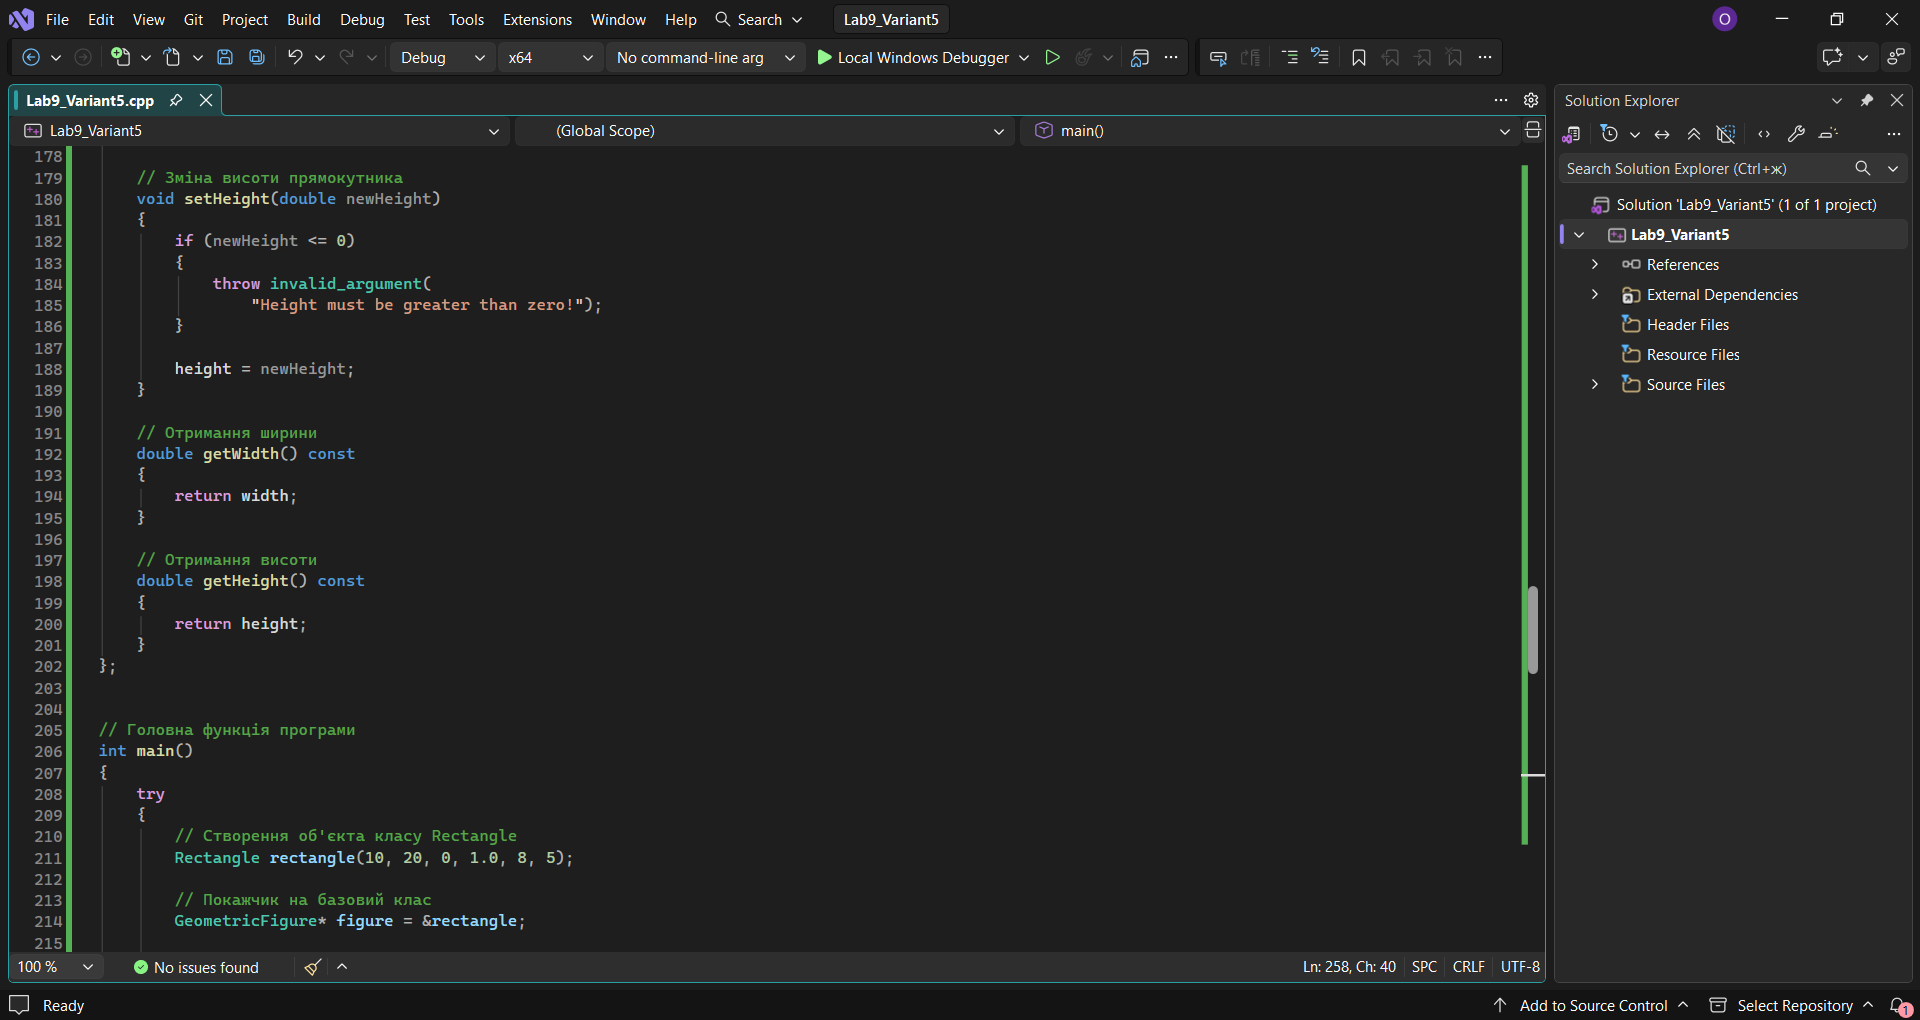 File Edit View Git Project Build Debug Test Tools Extensions Window Help Search Lab9_Variant5 O
Debug x64 No command-line arg Local Windows Debugger
Lab9_Variant5.cpp
Lab9_Variant5 (Global Scope) main()
178
179 // Зміна висоти прямокутника
180 void setHeight(double newHeight)
181 {
182 if (newHeight <= 0)
183 {
184 throw invalid_argument(
185 "Height must be greater than zero!");
186 }
187
188 height = newHeight;
189 }
190
191 // Отримання ширини
192 double getWidth() const
193 {
194 return width;
195 }
196
197 // Отримання висоти
198 double getHeight() const
199 {
200 return height;
201 }
202 };
203
204
205 // Головна функція програми
206 int main()
207 {
208 try
209 {
210 // Створення об'єкта класу Rectangle
211 Rectangle rectangle(10, 20, 0, 1.0, 8, 5);
212
213 // Покажчик на базовий клас
214 GeometricFigure* figure = &rectangle;
215
100 % No issues found Ln: 258, Ch: 40 SPC CRLF UTF-8
Solution Explorer
Search Solution Explorer (Ctrl+ж)
Solution 'Lab9_Variant5' (1 of 1 project)
Lab9_Variant5
References
External Dependencies
Header Files
Resource Files
Source Files
Ready Add to Source Control Select Repository 1